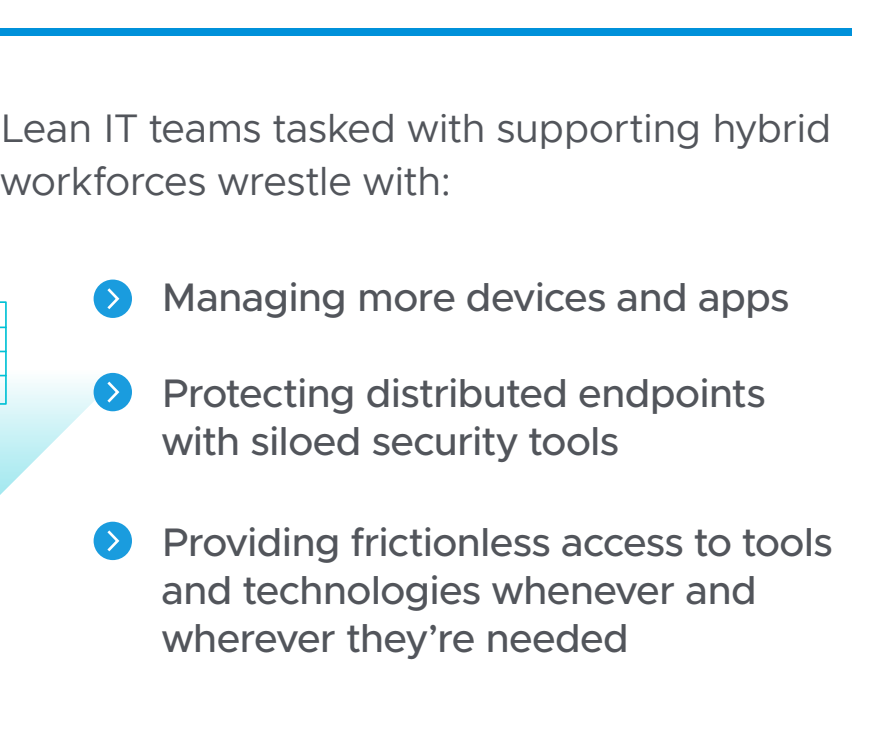 Lean IT teams tasked with supporting hybrid
workforces wrestle with:
Managing more devices and apps
Protecting distributed endpoints
with siloed security tools
Providing frictionless access to tools
and technologies whenever and
wherever they’re needed